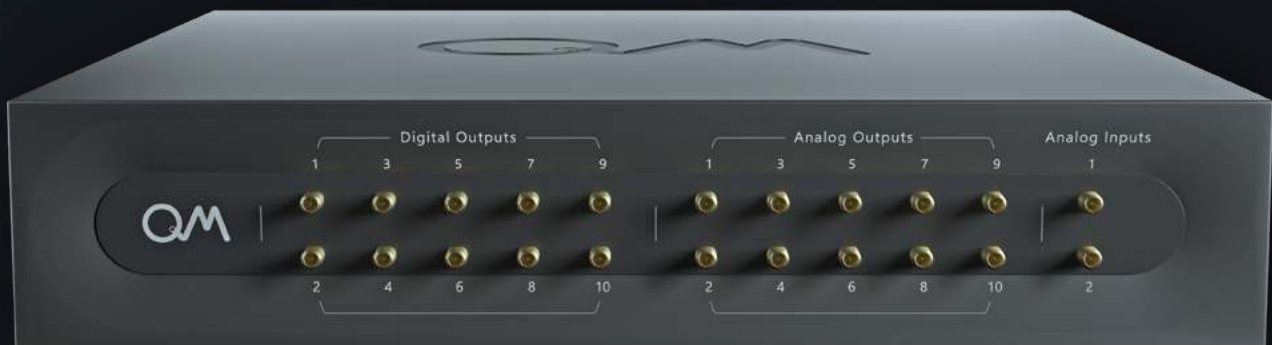 QM
Digital Outputs Analog Outputs Analog Inputs
1 3 5 7 9 1 3 5 7 9 1
QM
2 4 6 8 10 2 4 6 8 10 2